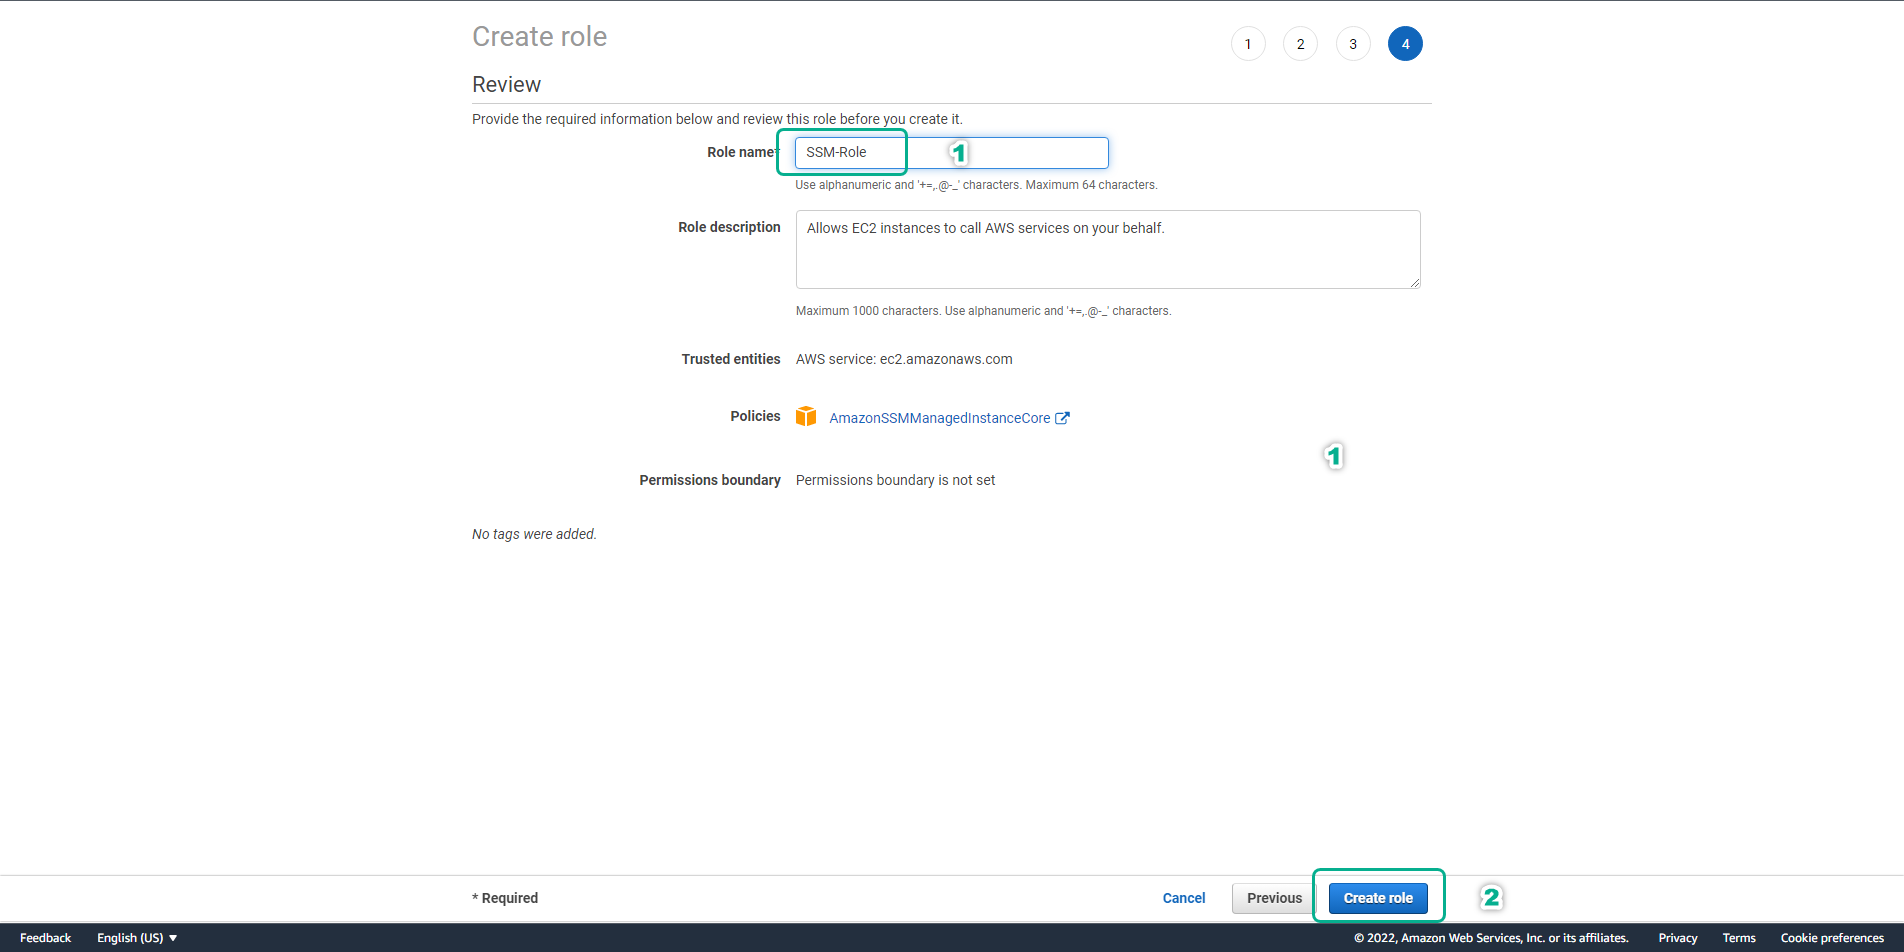 Create role
1 2 3 4
Review
Provide the required information below and review this role before you create it.
Role name* SSM-Role 1
Use alphanumeric and '+=,.@-_' characters. Maximum 64 characters.
Role description Allows EC2 instances to call AWS services on your behalf.
Maximum 1000 characters. Use alphanumeric and '+=,.@-_' characters.
Trusted entities AWS service: ec2.amazonaws.com
Policies AmazonSSMManagedInstanceCore
1
Permissions boundary Permissions boundary is not set
No tags were added.
* Required Cancel Previous Create role 2
Feedback English (US) © 2022, Amazon Web Services, Inc. or its affiliates. Privacy Terms Cookie preferences